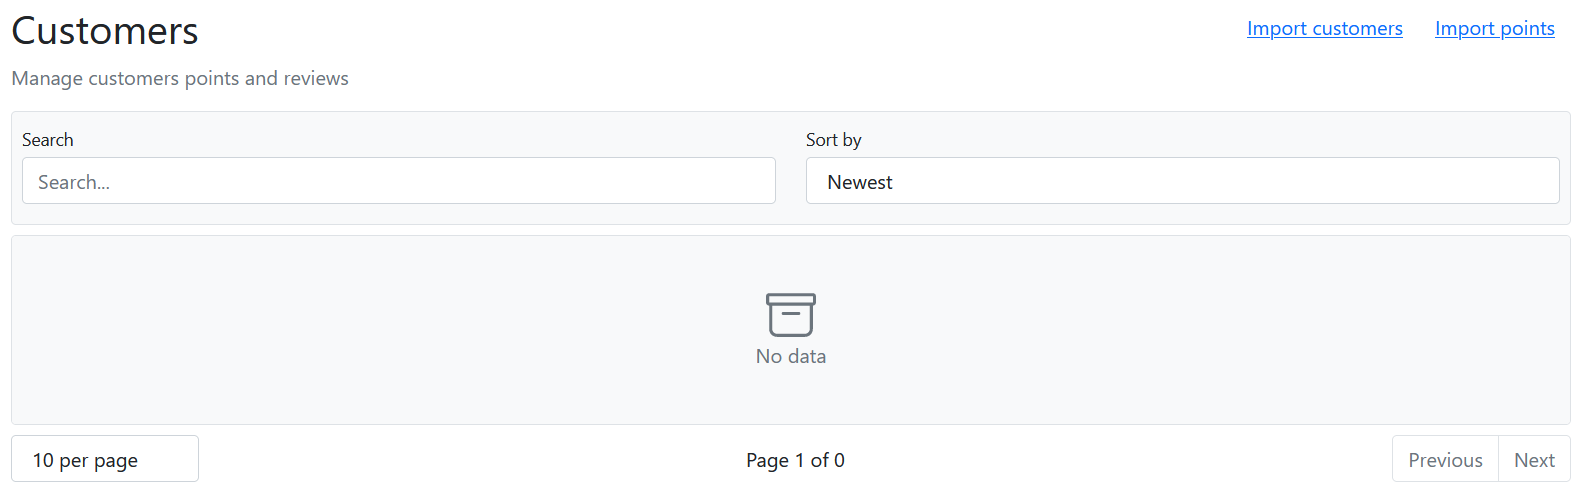 Customers
Import customers
Import points
Manage customers points and reviews
Search
Sort by
Search...
Newest
No data
10 per page
Page 1 of 0
Previous
Next